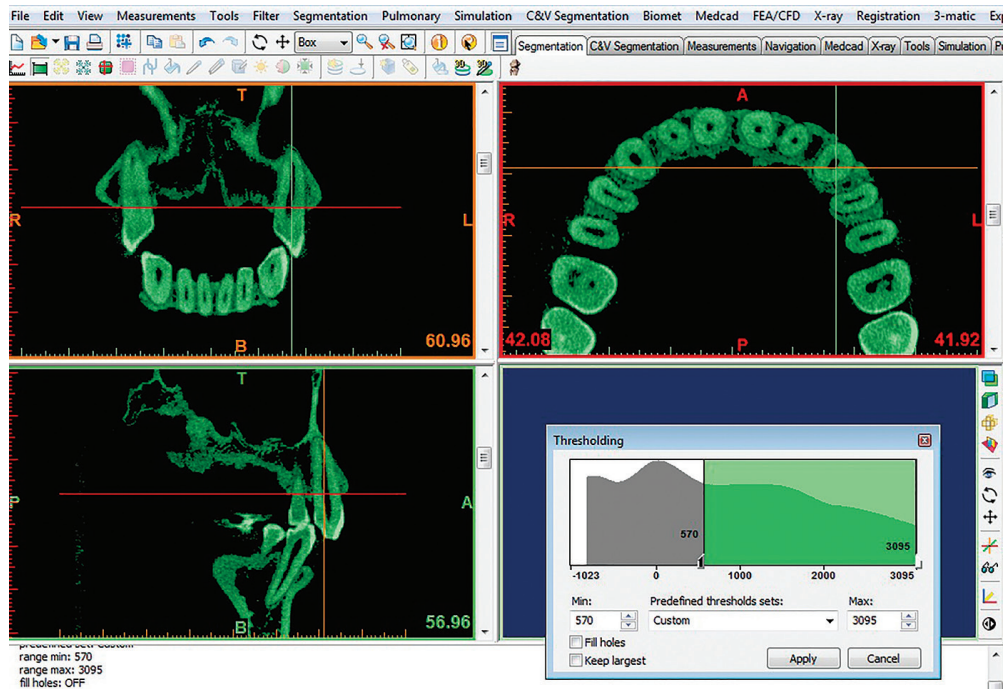 File Edit View Measurements Tools Filter Segmentation Pulmonary Simulation C&V Segmentation Biomet Medcad FEA/CFD X-ray Registration 3-matic
Box
Segmentation C&V Segmentation Measurements Navigation Medcad X-ray Tools Simulation
T
R
L
B
60.96
A
R
L
P
42.08
41.92
T
P
A
B
56.96
Thresholding
570
3095
-1023 0 1000 2000 3095
Min: Predefined thresholds sets: Max:
570 Custom 3095
Fill holes
Keep largest
Apply Cancel
predefined set: Custom
range min: 570
range max: 3095
fill holes: OFF